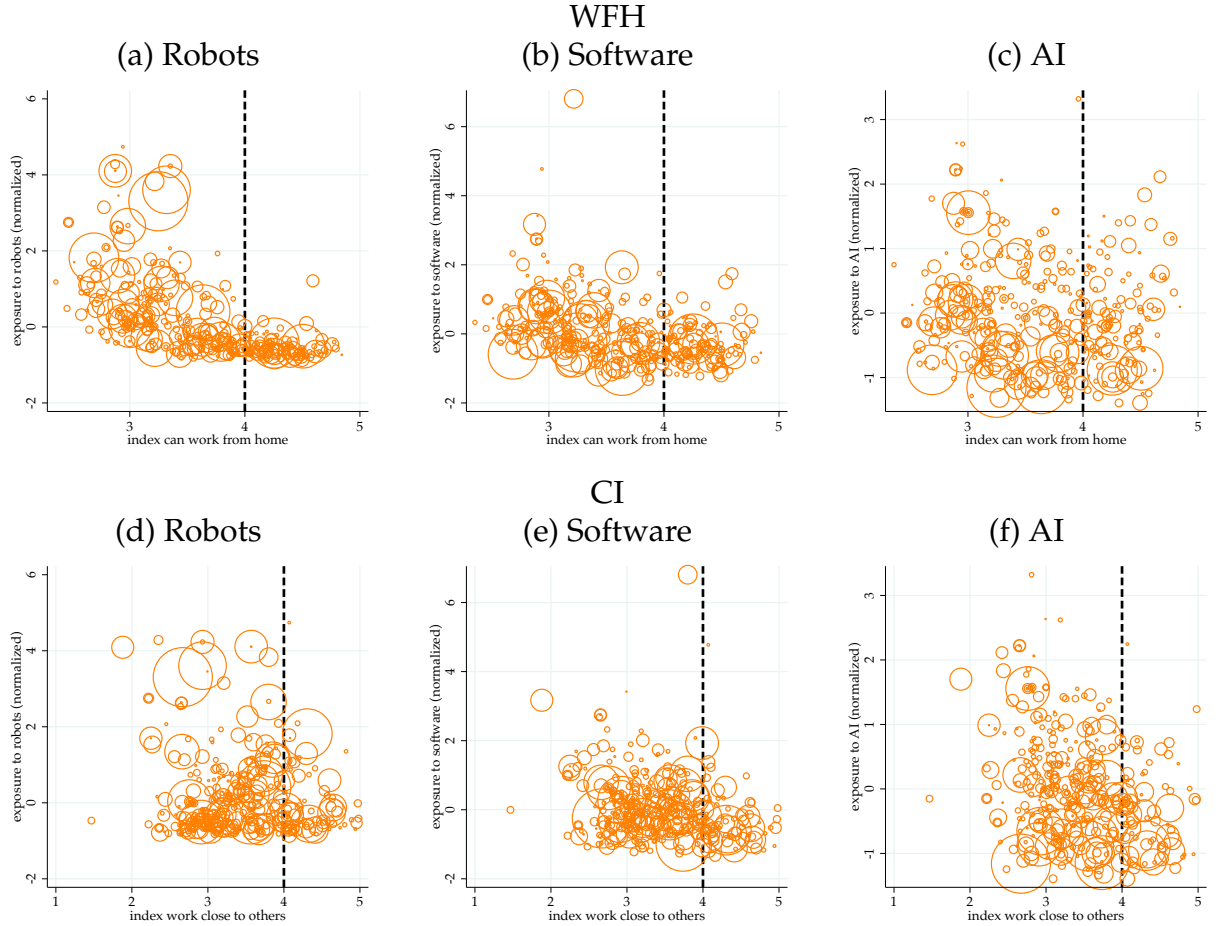 WFH
(a) Robots
(b) Software
(c) AI
exposure to robots (normalized)
6
4
2
0
-2
3
4
5
index can work from home
exposure to software (normalized)
6
4
2
0
-2
3
4
5
index can work from home
exposure to AI (normalized)
3
2
1
0
-1
3
4
5
index can work from home
CI
(d) Robots
(e) Software
(f) AI
exposure to robots (normalized)
6
4
2
0
-2
1
2
3
4
5
index work close to others
exposure to software (normalized)
6
4
2
0
-2
1
2
3
4
5
index work close to others
exposure to AI (normalized)
3
2
1
0
-1
1
2
3
4
5
index work close to others